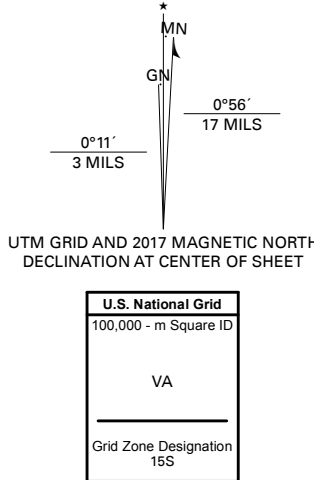 MN
GN
0°56´
17 MILS
0°11´
3 MILS
UTM GRID AND 2017 MAGNETIC NORTH
DECLINATION AT CENTER OF SHEET
U.S. National Grid
100,000 - m Square ID
VA
Grid Zone Designation
15S